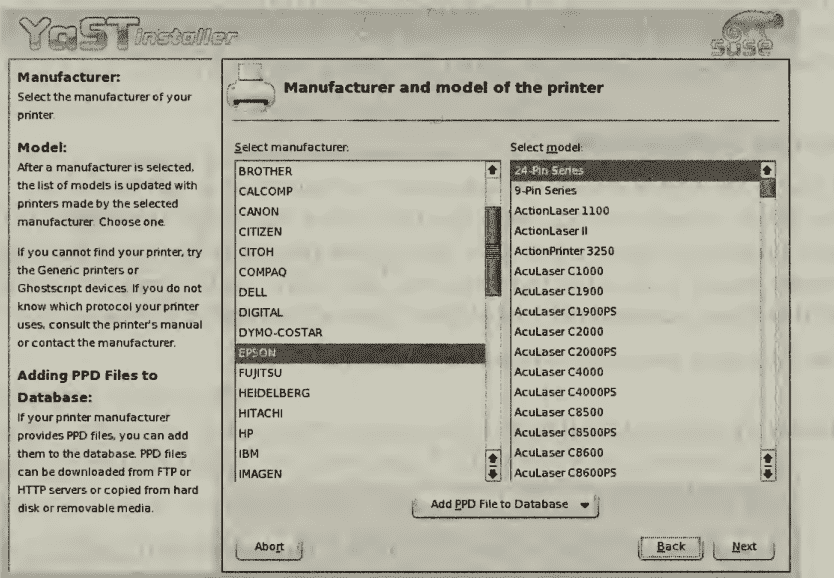 YaST installer
SUSE
Manufacturer:
Select the manufacturer of your
printer.
Model:
After a manufacturer is selected,
the list of models is updated with
printers made by the selected
manufacturer. Choose one.
If you cannot find your printer, try
the Generic printers or
Ghostscript devices. If you do not
know which protocol your printer
uses, consult the printer's manual
or contact the manufacturer.
Adding PPD Files to
Database:
If your printer manufacturer
provides PPD files, you can add
them to the database. PPD files
can be downloaded from FTP or
HTTP servers or copied from hard
disk or removable media.
Manufacturer and model of the printer
Select manufacturer:
BROTHER
CALCOMP
CANON
CITIZEN
CITOH
COMPAQ
DELL
DIGITAL
DYMO-COSTAR
EPSON
FUJITSU
HEIDELBERG
HITACHI
HP
IBM
IMAGEN
Select model:
24-Pin Series
9-Pin Series
ActionLaser 1100
ActionLaser II
ActionPrinter 3250
AcuLaser C1000
AcuLaser C1900
AcuLaser C1900PS
AcuLaser C2000
AcuLaser C2000PS
AcuLaser C4000
AcuLaser C4000PS
AcuLaser C8500
AcuLaser C8500PS
AcuLaser C8600
AcuLaser C8600PS
Add PPD File to Database
Abort
Back
Next